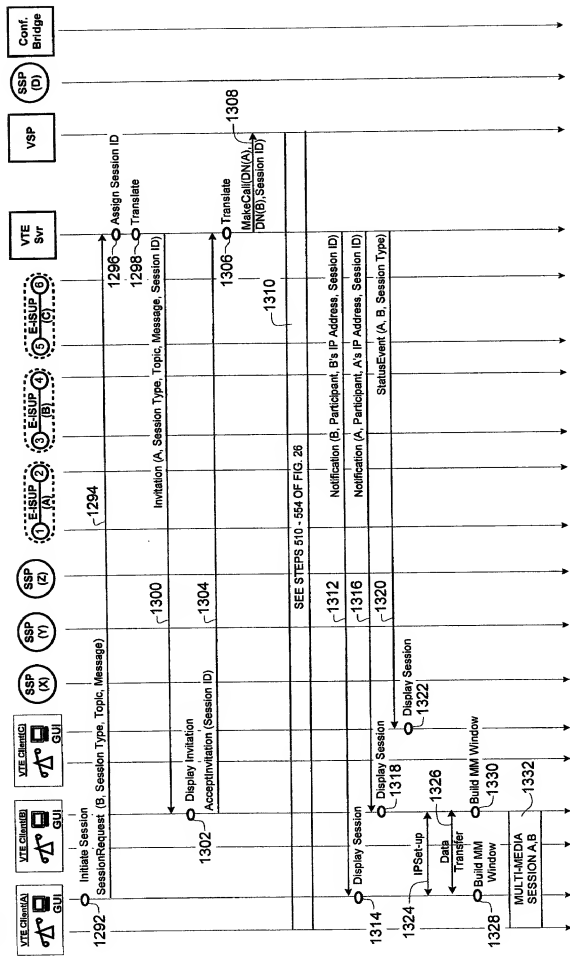 VTE Client(A)
GUI
VTE Client(B)
GUI
VTE Client(C)
GUI
SSP
(X)
SSP
(Y)
SSP
(Z)
1
E-ISUP
(A)
2
3
E-ISUP
(B)
4
5
E-ISUP
(C)
6
VTE
Svr
VSP
SSP
(D)
Conf.
Bridge
Initiate Session
1292
SessionRequest (B, Session Type, Topic, Message)
1294
Assign Session ID
1296
Translate
1298
Invitation (A, Session Type, Topic, Message, Session ID)
1300
Display Invitation
1302
AcceptInvitation (Session ID)
1304
Translate
1306
MakeCall(DN(A),
DN(B),Session ID)
1308
1310
SEE STEPS 510 - 554 OF FIG. 26
Notification (B, Participant, B's IP Address, Session ID)
1312
Display Session
1314
Notification (A, Participant, A's IP Address, Session ID)
1316
Display Session
1318
StatusEvent (A, B, Session Type)
1320
Display Session
1322
IPSet-up
1324
Data
Transfer
1326
Build MM
Window
1328
Build MM Window
1330
MULTI-MEDIA
SESSION A,B
1332